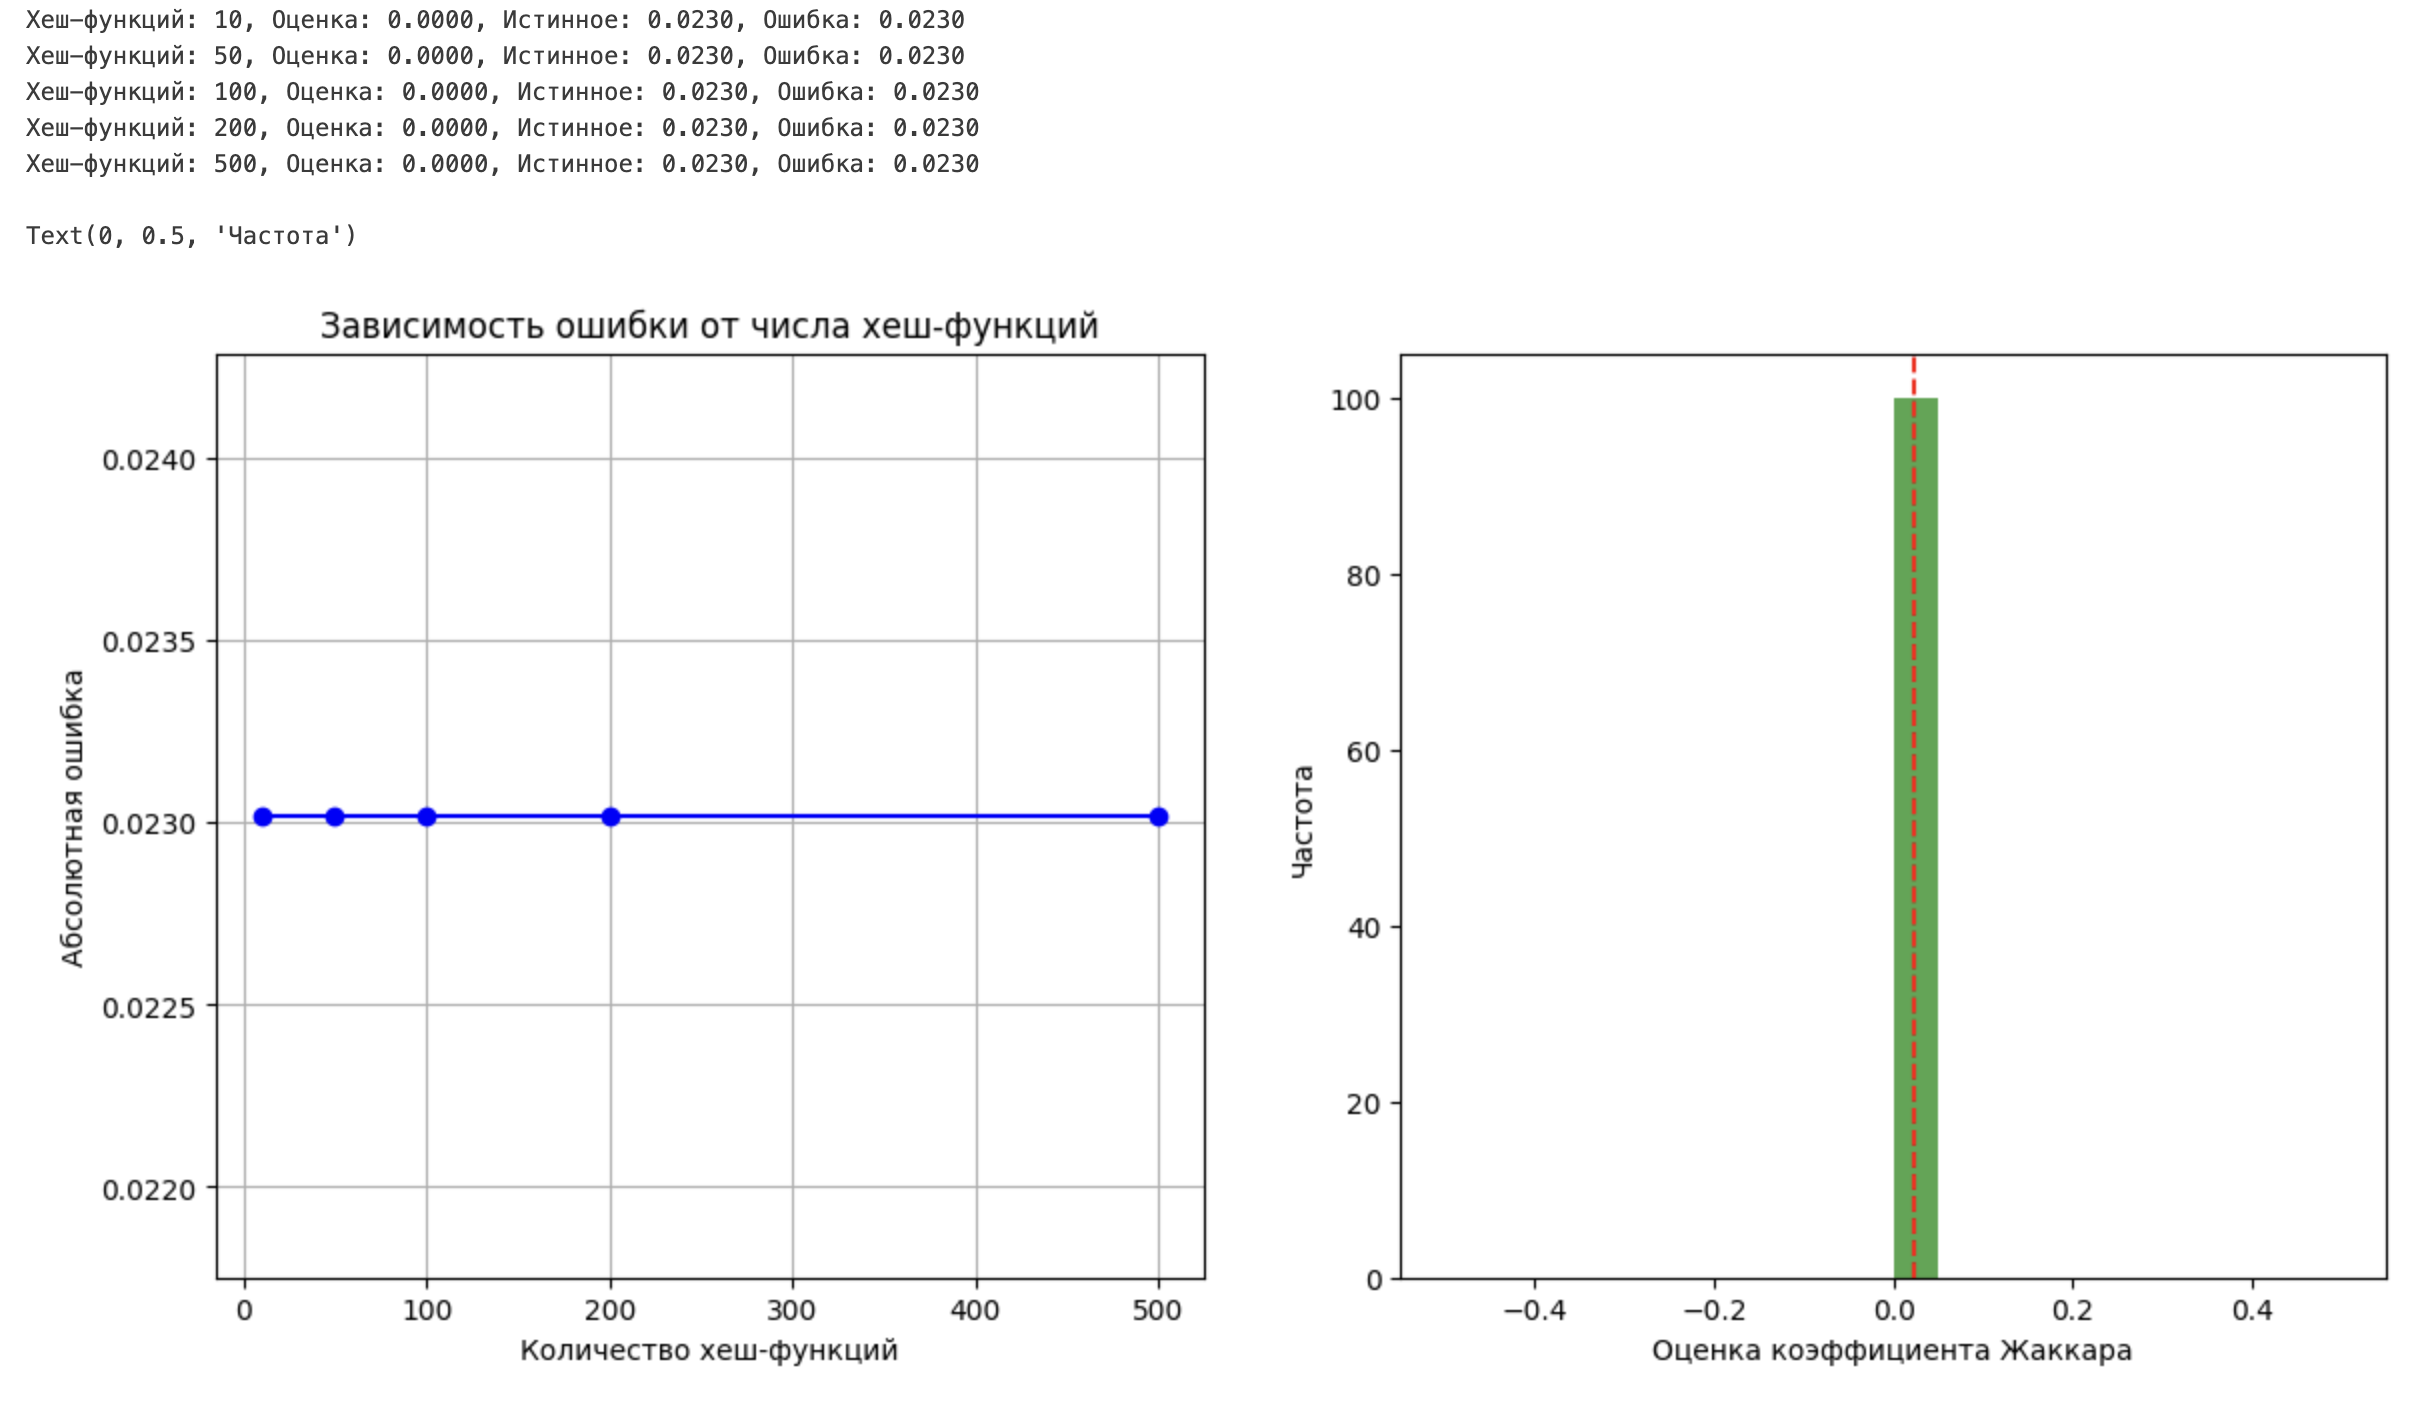 Хеш-функций: 10, Оценка: 0.0000, Истинное: 0.0230, Ошибка: 0.0230
Хеш-функций: 50, Оценка: 0.0000, Истинное: 0.0230, Ошибка: 0.0230
Хеш-функций: 100, Оценка: 0.0000, Истинное: 0.0230, Ошибка: 0.0230
Хеш-функций: 200, Оценка: 0.0000, Истинное: 0.0230, Ошибка: 0.0230
Хеш-функций: 500, Оценка: 0.0000, Истинное: 0.0230, Ошибка: 0.0230
Text(0, 0.5, 'Частота')
Зависимость ошибки от числа хеш-функций
Абсолютная ошибка
0.0240
0.0235
0.0230
0.0225
0.0220
0 100 200 300 400 500
Количество хеш-функций
Частота
100
80
60
40
20
0
−0.4 −0.2 0.0 0.2 0.4
Оценка коэффициента Жаккара